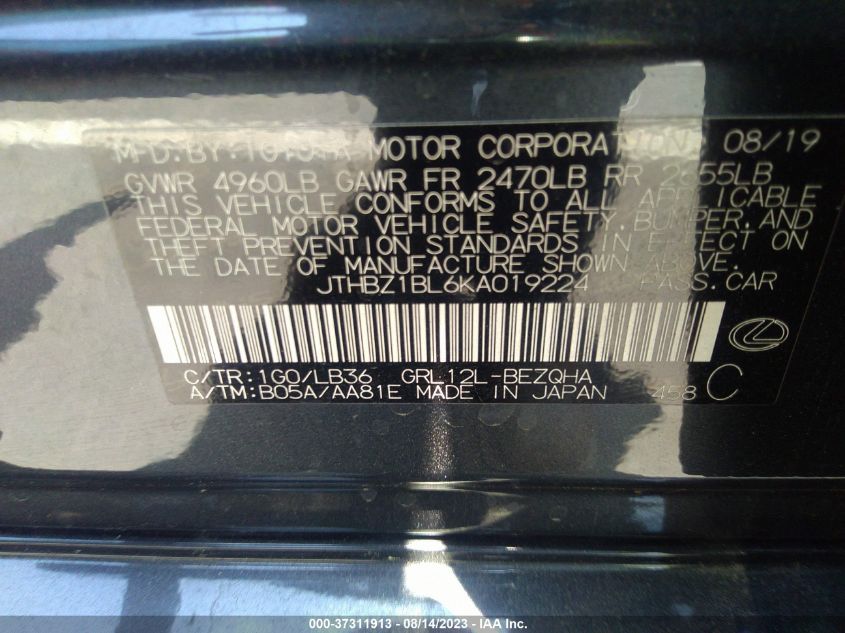 MFD.BY:TOYOTA MOTOR CORPORATION 08/19
GVWR 4960LB GAWR FR 2470LB RR
THIS VEHICLE CONFORMS TO ALL APPLICABLE
FEDERAL MOTOR VEHICLE SAFETY,BUMPER,AND
THEFT PREVENTION STANDARDS IN EFFECT ON
THE DATE OF MANUFACTURE SHOWN ABOVE.
JTHBZ1BL6KA019224 PASS.CAR
C/TR:1G0/LB36 GRL12L-BEZQHA
A/TM:B05A/AA81E MADE IN JAPAN 458 C
000-37311913 — 08/14/2023 — IAA Inc.